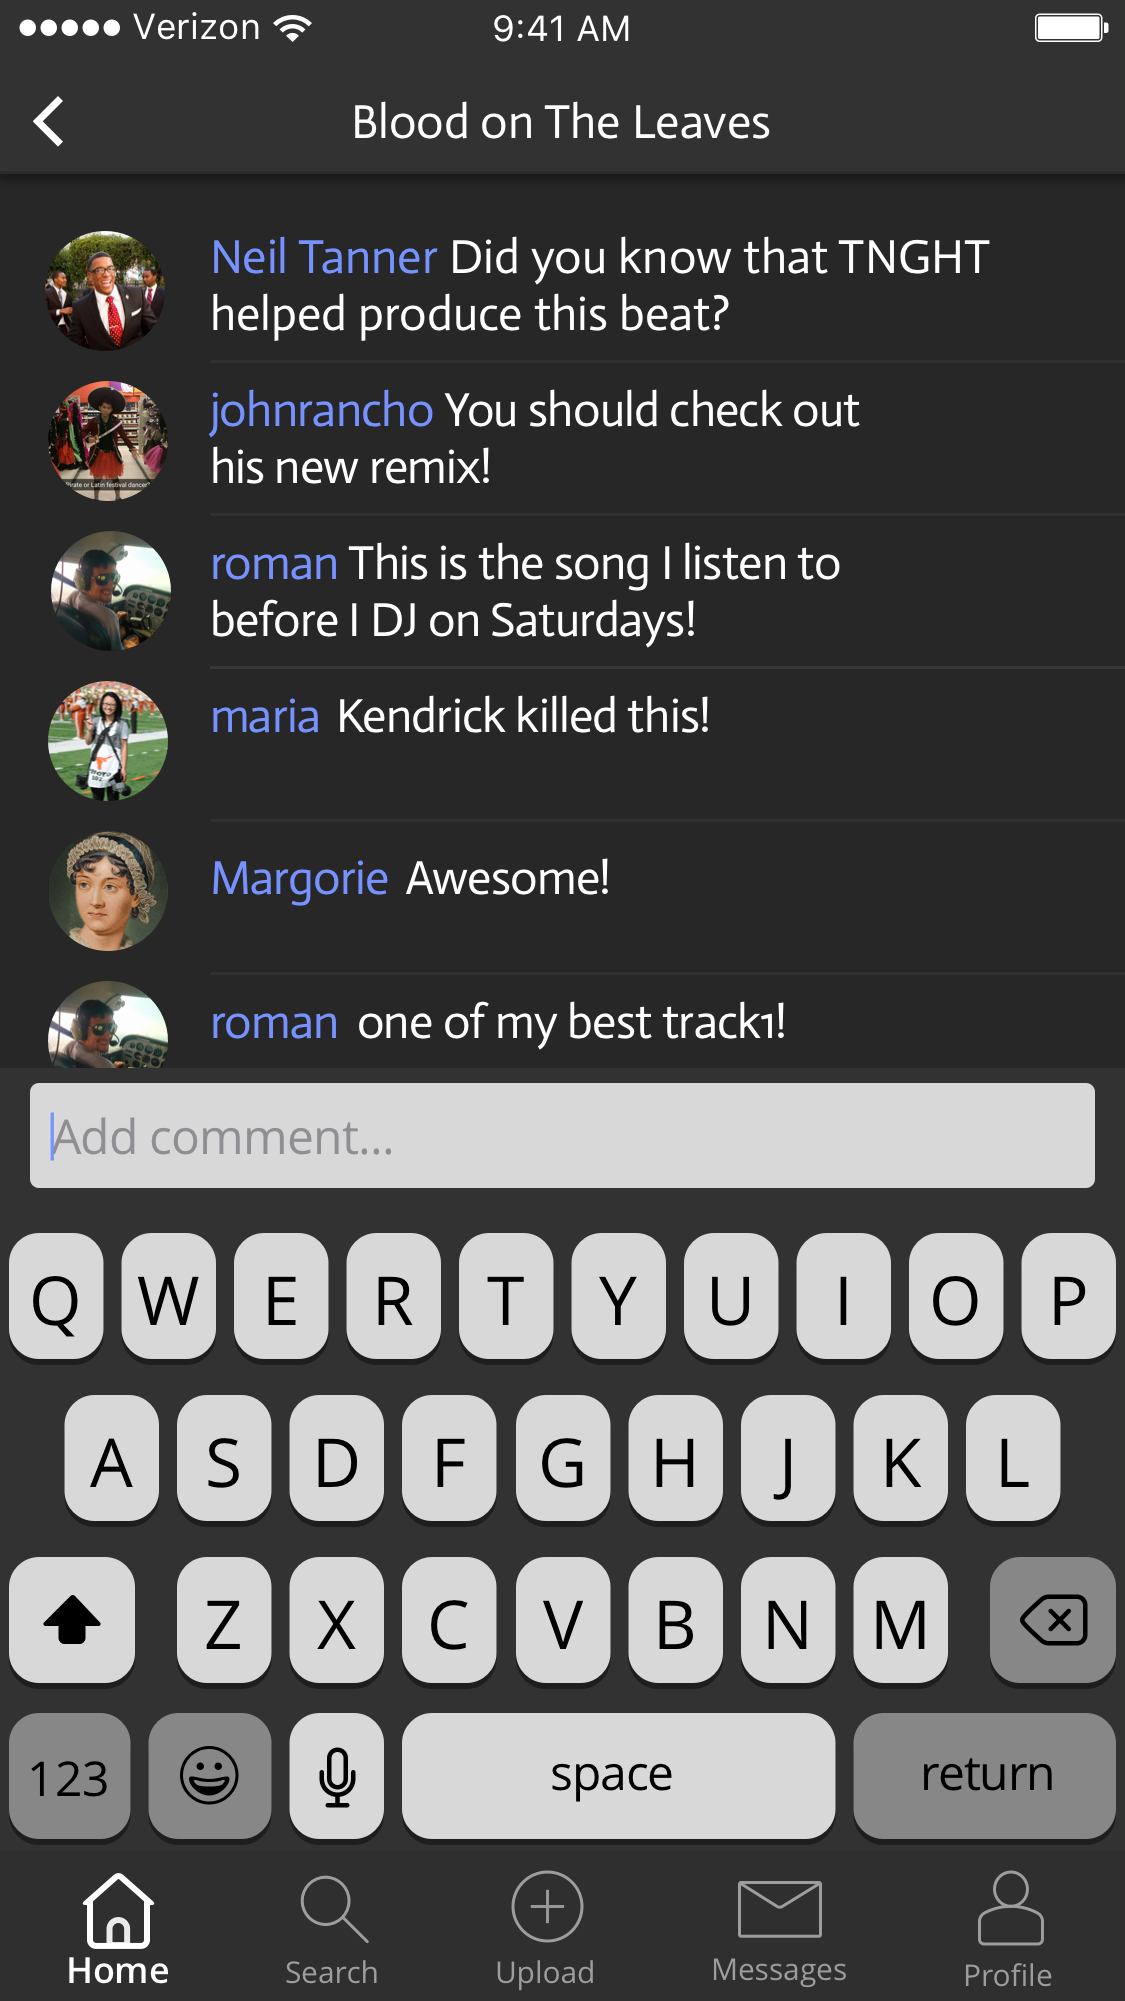 Verizon 9:41 AM
Blood on The Leaves
Neil Tanner Did you know that TNGHT
helped produce this beat?
johnrancho You should check out
his new remix!
roman This is the song I listen to
before I DJ on Saturdays!
maria Kendrick killed this!
Margorie Awesome!
roman one of my best track1!
Add comment...
Q W E R T Y U I O P
A S D F G H J K L
Z X C V B N M
123 space return
Home Search Upload Messages Profile